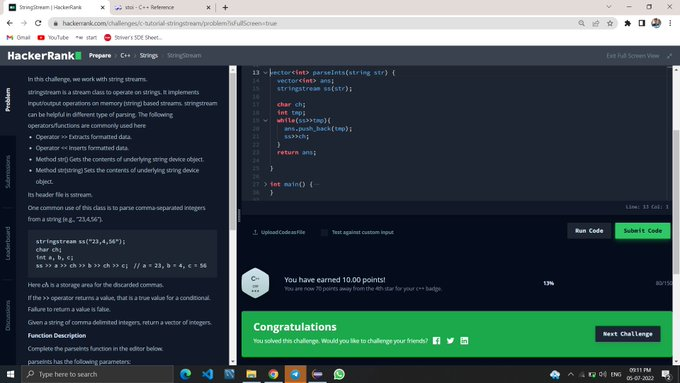 StringStream | HackerRank
stoi - C++ Reference
hackerrank.com/challenges/c-tutorial-stringstream/problem?isFullScreen=true
Gmail
YouTube
start
Striver's SDE Sheet...
HackerRank
Prepare > C++ > Strings > StringStream
Exit Full Screen View
Problem
Submissions
Leaderboard
Discussions
In this challenge, we work with string streams.
stringstream is a stream class to operate on strings. It implements
input/output operations on memory (string) based streams. stringstream
can be helpful in different type of parsing. The following
operators/functions are commonly used here
• Operator >> Extracts formatted data.
• Operator << Inserts formatted data.
• Method str() Gets the contents of underlying string device object.
• Method str(string) Sets the contents of underlying string device
object.
Its header file is sstream.
One common use of this class is to parse comma-separated integers
from a string (e.g., "23,4,56").
stringstream ss("23,4,56");
char ch;
int a, b, c;
ss >> a >> ch >> b >> ch >> c; // a = 23, b = 4, c = 56
Here ch is a storage area for the discarded commas.
If the >> operator returns a value, that is a true value for a conditional.
Failure to return a value is false.
Given a string of comma-delimited integers, return a vector of integers.
Function Description
Complete the parseInts function in the editor below.
parseInts has the following parameters:
13 vector<int> parseInts(string str) {
14 vector<int> ans;
15 stringstream ss(str);
16
17 char ch;
18 int tmp;
19 while(ss>>tmp){
20 ans.push_back(tmp);
21 ss>>ch;
22 }
23 return ans;
24
25 }
26
27 int main() {
38 }
Line: 13 Col: 1
Upload Code as File
Test against custom input
Run Code
Submit Code
C++
You have earned 10.00 points!
You are now 70 points away from the 4th star for your c++ badge.
13%
80/150
Congratulations
You solved this challenge. Would you like to challenge your friends?
Next Challenge
Type here to search
ENG
09:11 PM
05-07-2022
2